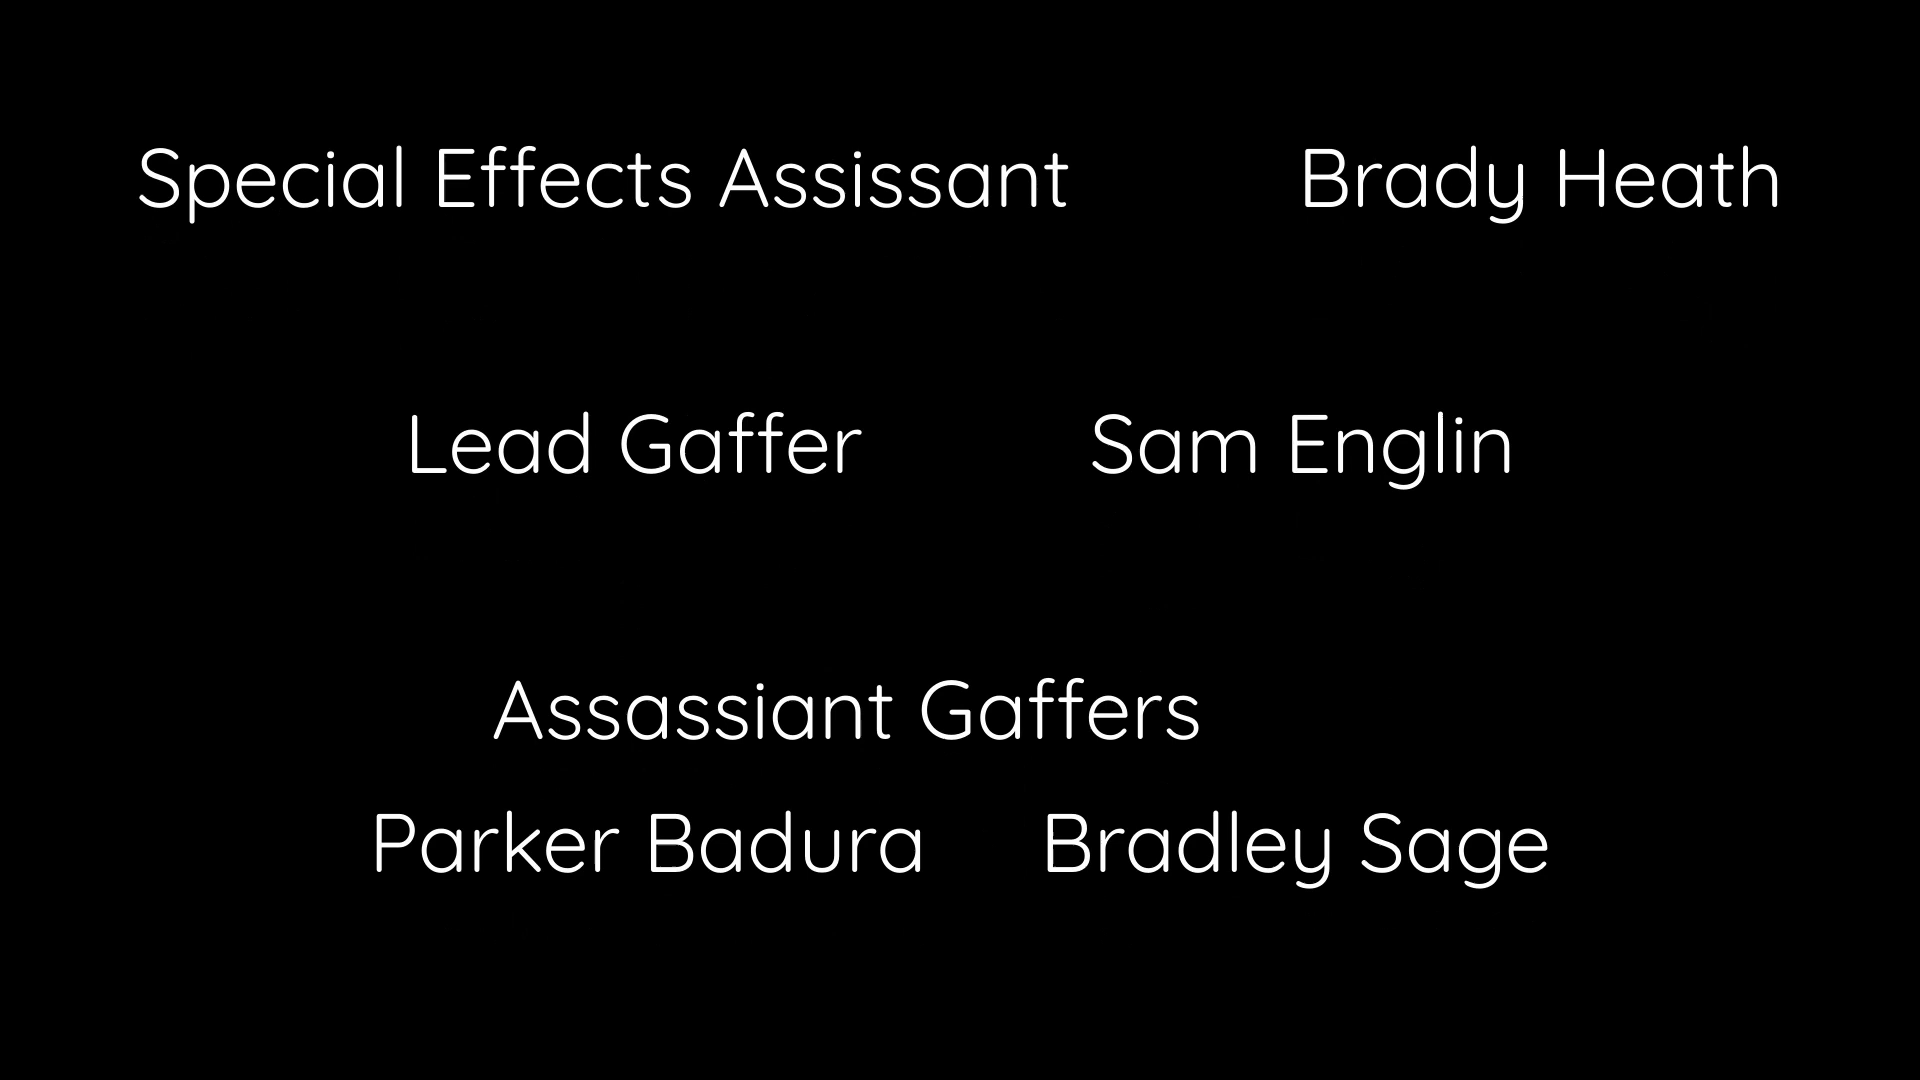 Special Effects Assissant Brady Heath
Lead Gaffer Sam Englin
Assassiant Gaffers
Parker Badura Bradley Sage